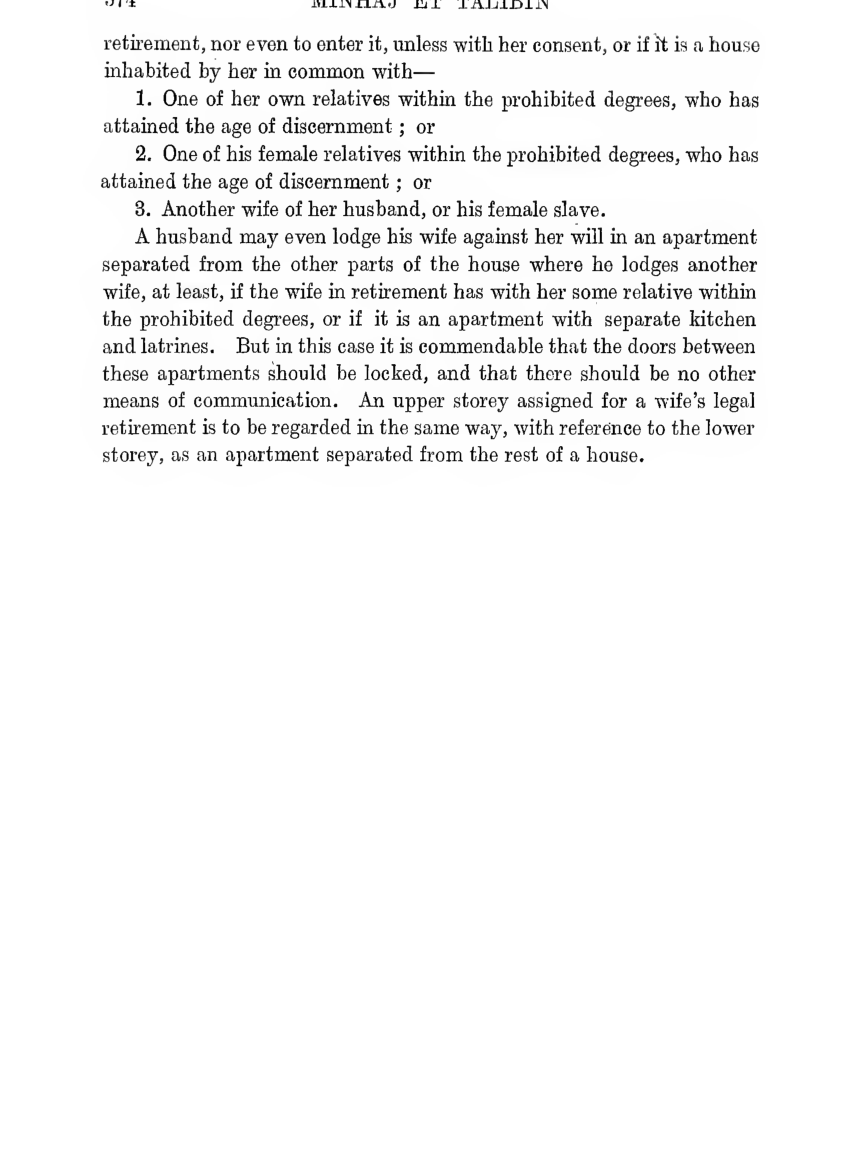 374 MINHAJ ET TALIBIN
retirement, nor even to enter it, unless with her consent, or if it is a house
inhabited by her in common with—
1. One of her own relatives within the prohibited degrees, who has
attained the age of discernment ; or
2. One of his female relatives within the prohibited degrees, who has
attained the age of discernment ; or
3. Another wife of her husband, or his female slave.
A husband may even lodge his wife against her will in an apartment
separated from the other parts of the house where he lodges another
wife, at least, if the wife in retirement has with her some relative within
the prohibited degrees, or if it is an apartment with separate kitchen
and latrines. But in this case it is commendable that the doors between
these apartments should be locked, and that there should be no other
means of communication. An upper storey assigned for a wife's legal
retirement is to be regarded in the same way, with reference to the lower
storey, as an apartment separated from the rest of a house.